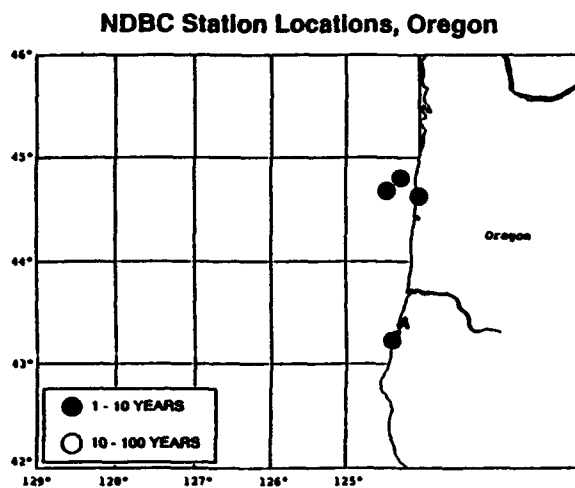 NDBC Station Locations, Oregon
46°
45°
Oregon
44°
43°
1 - 10 YEARS
10 - 100 YEARS
42°
129° 128° 127° 126° 125°